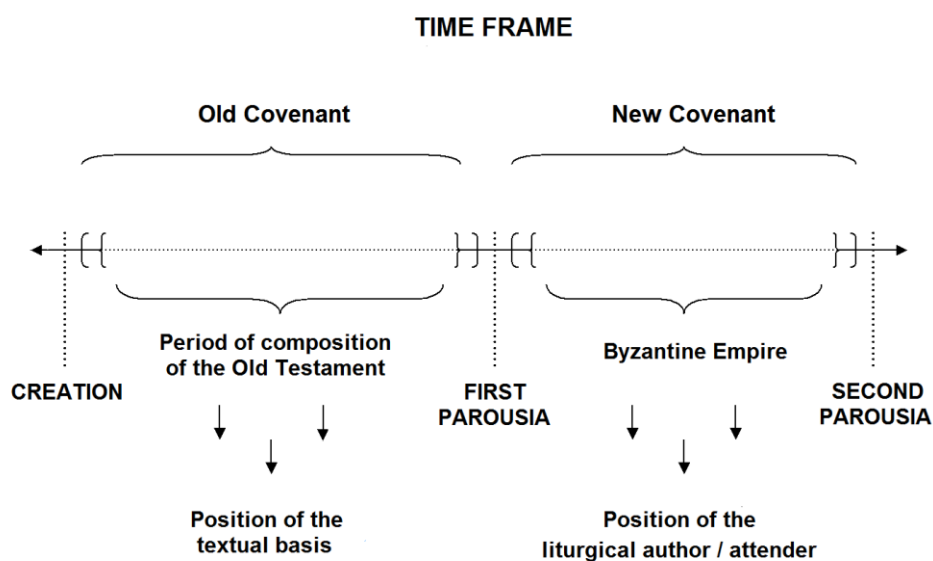 TIME FRAME
Old Covenant
New Covenant
Period of composition
of the Old Testament
Byzantine Empire
CREATION
FIRST
PAROUSIA
SECOND
PAROUSIA
Position of the
textual basis
Position of the
liturgical author / attender